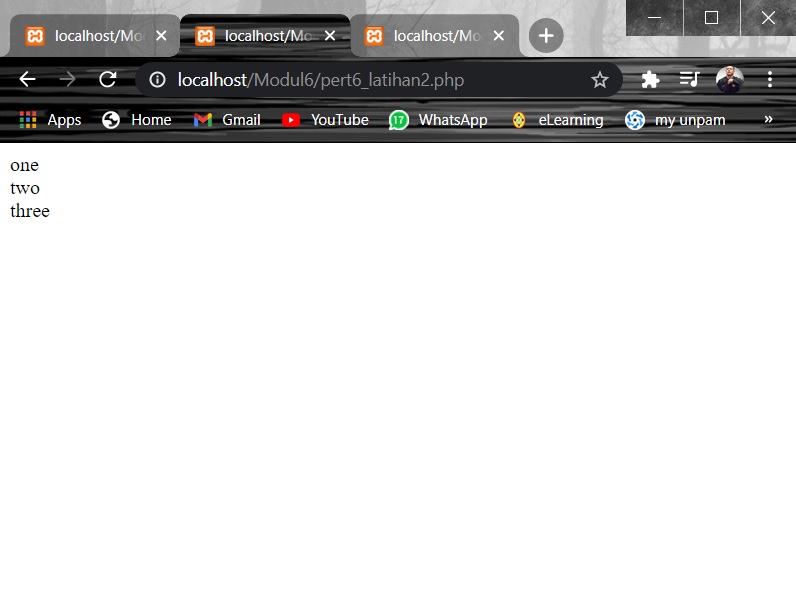 localhost/Mo localhost/Mo localhost/Mo
localhost/Modul6/pert6_latihan2.php
Apps Home Gmail YouTube 17 WhatsApp eLearning my unpam »
one
two
three